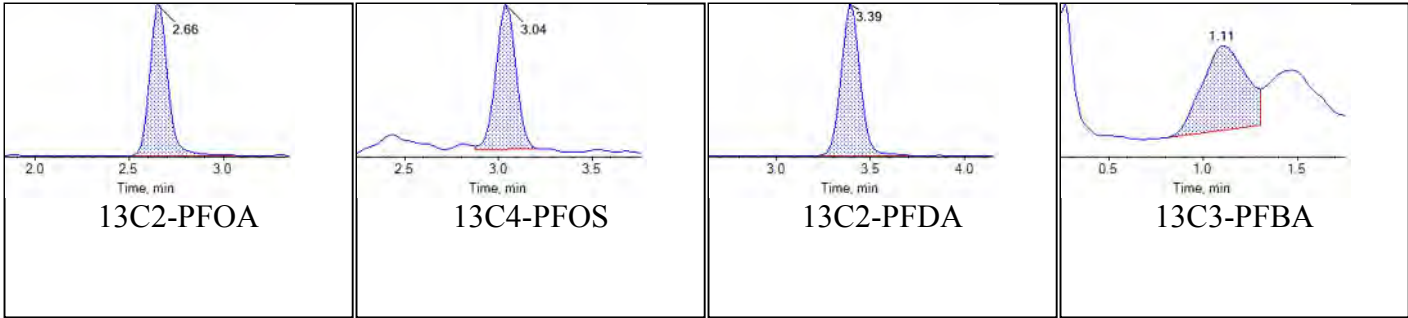 2.66
2.0 2.5 3.0
Time, min
13C2-PFOA
3.04
2.5 3.0 3.5
Time, min
13C4-PFOS
3.39
3.0 3.5 4.0
Time, min
13C2-PFDA
1.11
0.5 1.0 1.5
Time, min
13C3-PFBA